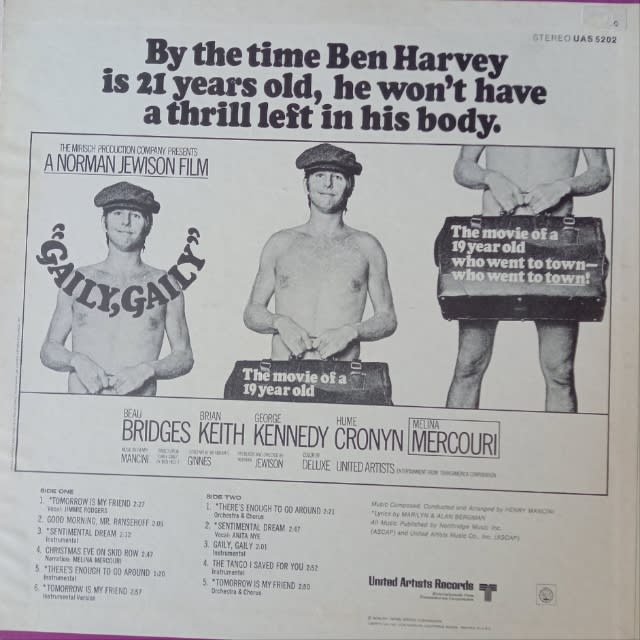 STEREO UAS 5202
By the time Ben Harvey
is 21 years old, he won't have
a thrill left in his body.
THE MIRISCH PRODUCTION COMPANY PRESENTS
A NORMAN JEWISON FILM
"GAILY, GAILY"
The movie of a
19 year old
The movie of a
19 year old
who went to town—
who went to town!
BEAU BRIDGES BRIAN KEITH GEORGE KENNEDY HUME CRONYN MELINA MERCOURI
MANCINI GINNES JEWISON COLOR BY DELUXE UNITED ARTISTS ENTERTAINMENT FROM TRANSAMERICA CORPORATION
SIDE ONE
1. *TOMORROW IS MY FRIEND 2:27
Vocal: JIMMIE RODGERS
2. GOOD MORNING, MR. RANSEHOFF 2:05
3. *SENTIMENTAL DREAM 2:12
Instrumental
4. CHRISTMAS EVE ON SKID ROW 2:47
Narration: MELINA MERCOURI
5. *THERE'S ENOUGH TO GO AROUND 1:20
Instrumental
6. *TOMORROW IS MY FRIEND 2:57
Instrumental Version
SIDE TWO
1. *THERE'S ENOUGH TO GO AROUND 2:21
Orchestra & Chorus
2. *SENTIMENTAL DREAM 2:47
Vocal: ANITA NYE
3. GAILY, GAILY 2:01
Instrumental
4. THE TANGO I SAVED FOR YOU 2:52
5. *TOMORROW IS MY FRIEND 2:50
Orchestra & Chorus
Music Composed, Conducted and Arranged by HENRY MANCINI
*Lyrics by MARILYN & ALAN BERGMAN
All Music Published by Northridge Music Inc.
(ASCAP) and United Artists Music Co., Inc. (ASCAP)
United Artists Records
Entertainment from
Transamerica Corporation